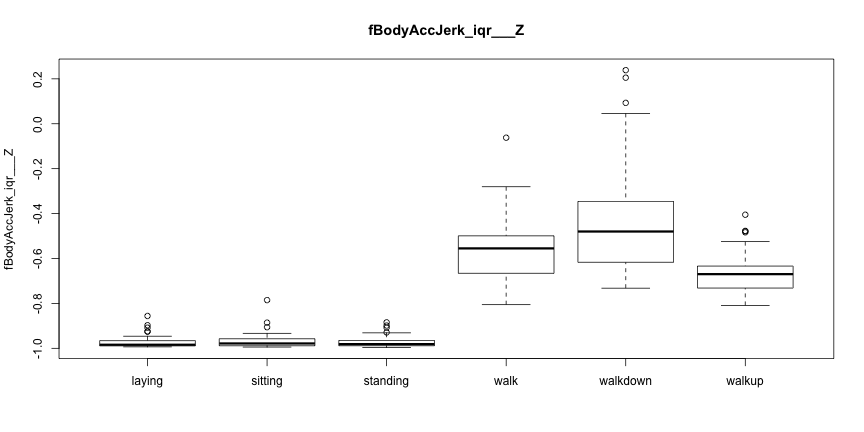 fBodyAccJerk_iqr___Z
fBodyAccJerk_iqr___Z
0.2
0.0
-0.2
-0.4
-0.6
-0.8
-1.0
laying sitting standing walk walkdown walkup